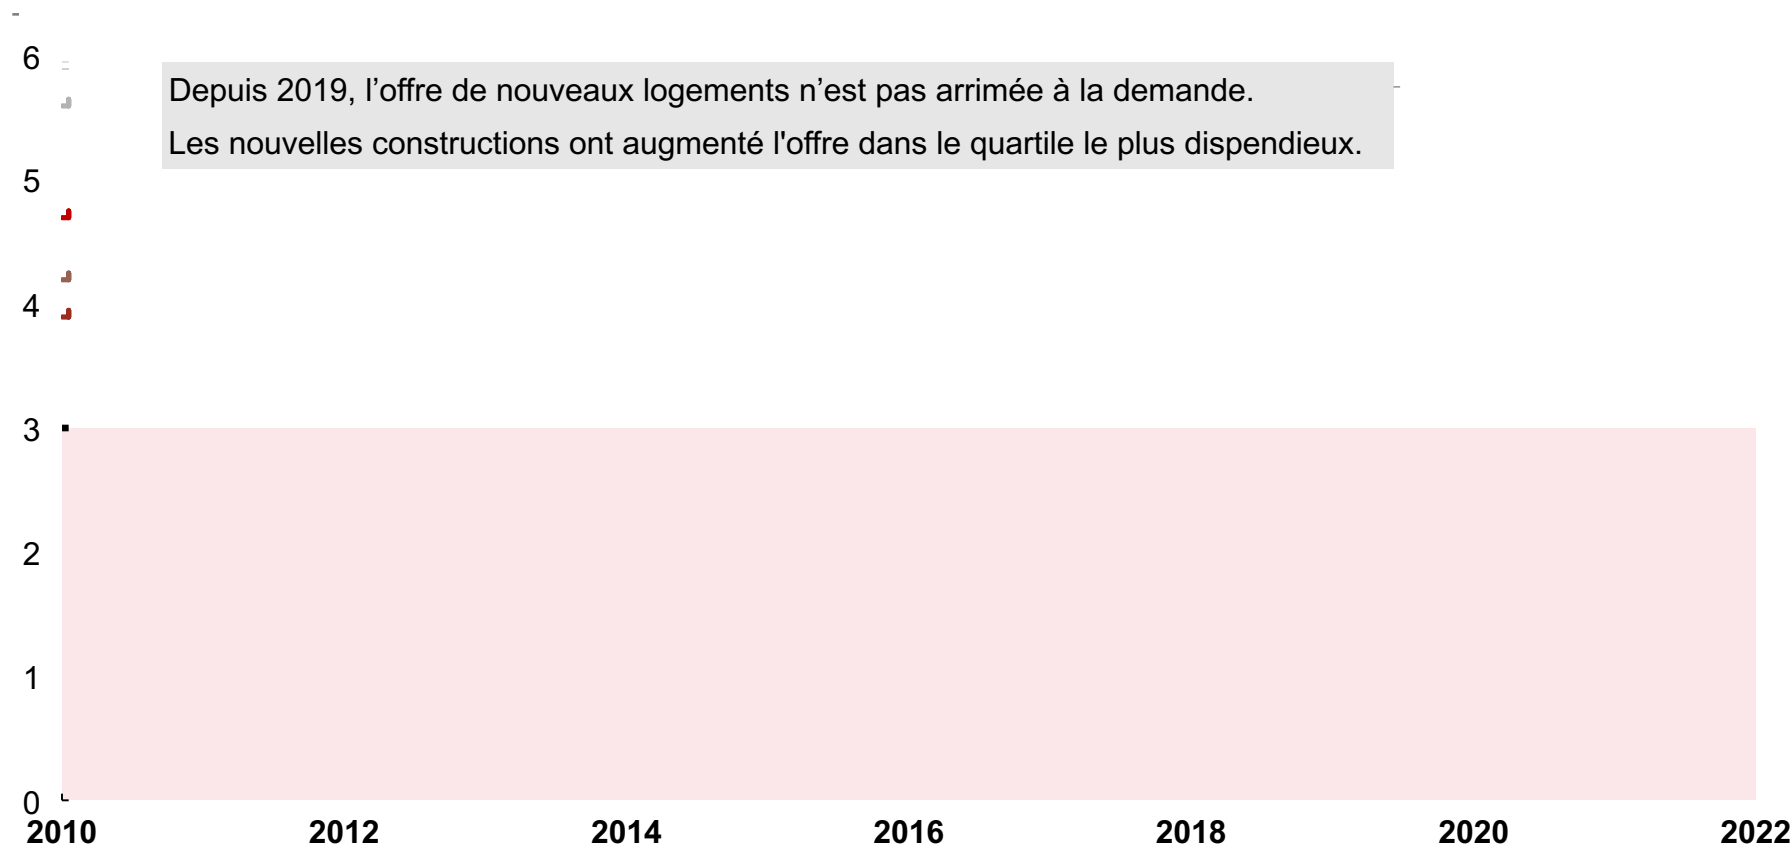 6
Depuis 2019, l’offre de nouveaux logements n’est pas arrimée à la demande.
Les nouvelles constructions ont augmenté l'offre dans le quartile le plus dispendieux.
5
4
3
2
1
0
2010 2012 2014 2016 2018 2020 2022